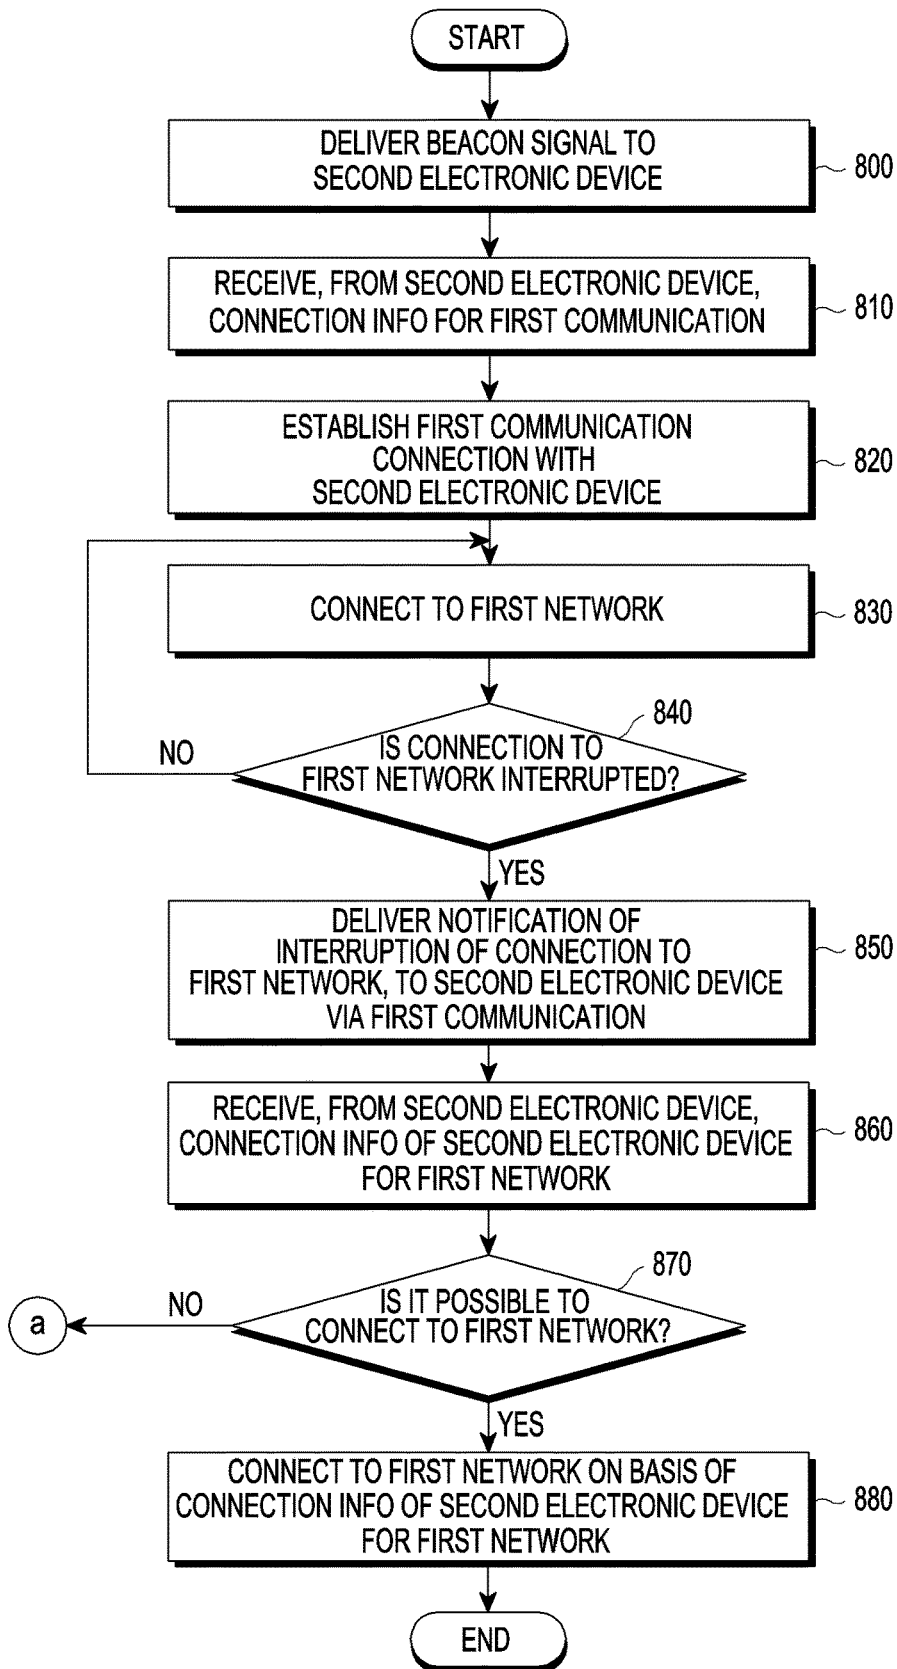 START
DELIVER BEACON SIGNAL TO
SECOND ELECTRONIC DEVICE
800
RECEIVE, FROM SECOND ELECTRONIC DEVICE,
CONNECTION INFO FOR FIRST COMMUNICATION
810
ESTABLISH FIRST COMMUNICATION
CONNECTION WITH
SECOND ELECTRONIC DEVICE
820
CONNECT TO FIRST NETWORK
830
840
IS CONNECTION TO
FIRST NETWORK INTERRUPTED?
NO
YES
DELIVER NOTIFICATION OF
INTERRUPTION OF CONNECTION TO
FIRST NETWORK, TO SECOND ELECTRONIC DEVICE
VIA FIRST COMMUNICATION
850
RECEIVE, FROM SECOND ELECTRONIC DEVICE,
CONNECTION INFO OF SECOND ELECTRONIC DEVICE
FOR FIRST NETWORK
860
870
IS IT POSSIBLE TO
CONNECT TO FIRST NETWORK?
NO
a
YES
CONNECT TO FIRST NETWORK ON BASIS OF
CONNECTION INFO OF SECOND ELECTRONIC DEVICE
FOR FIRST NETWORK
880
END